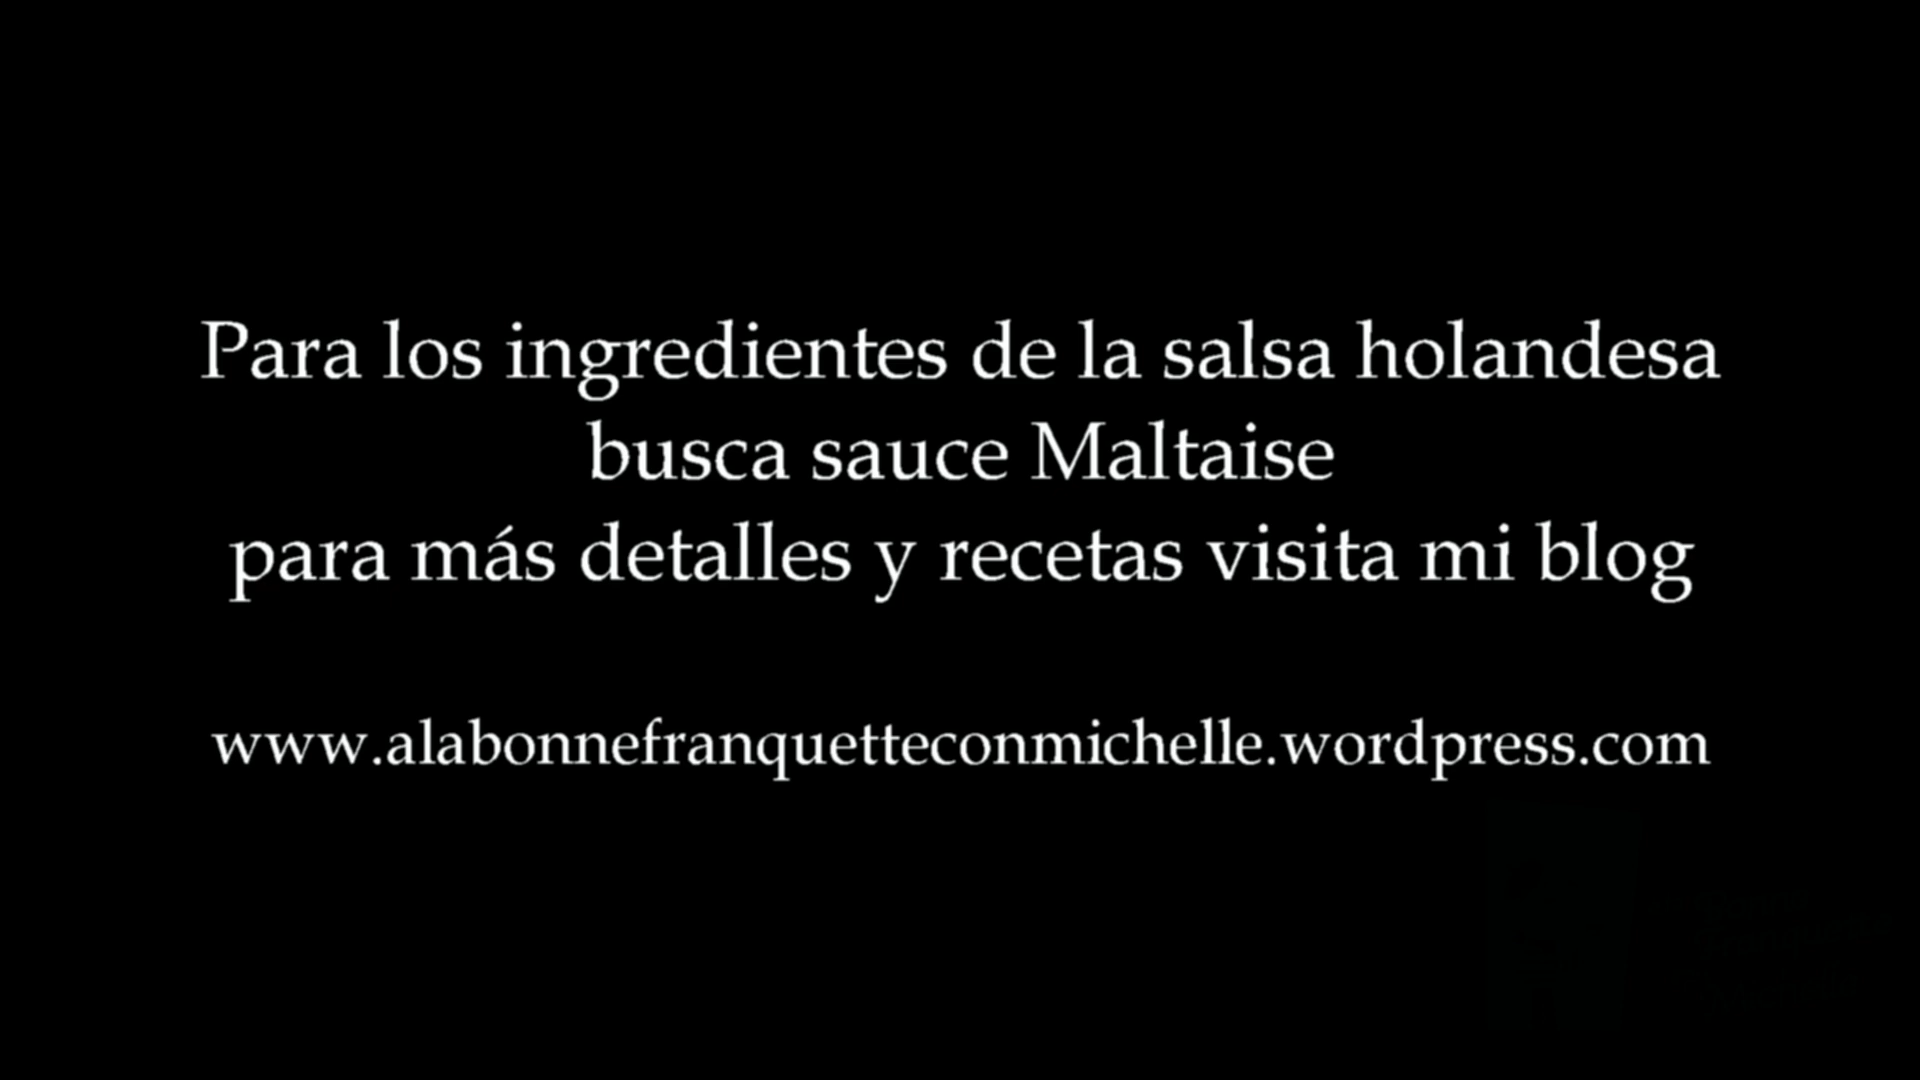 Para los ingredientes de la salsa holandesa
busca sauce Maltaise
para más detalles y recetas visita mi blog
www.alabonnefranquetteconmichelle.wordpress.com